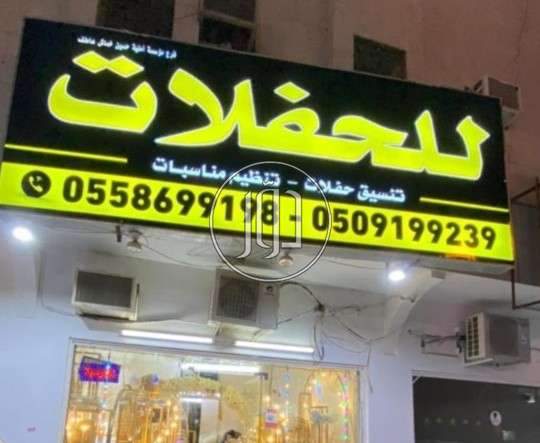 للحفلات
تنسيق حفلات - تنظيم مناسبات
0558699198 - 0509199239